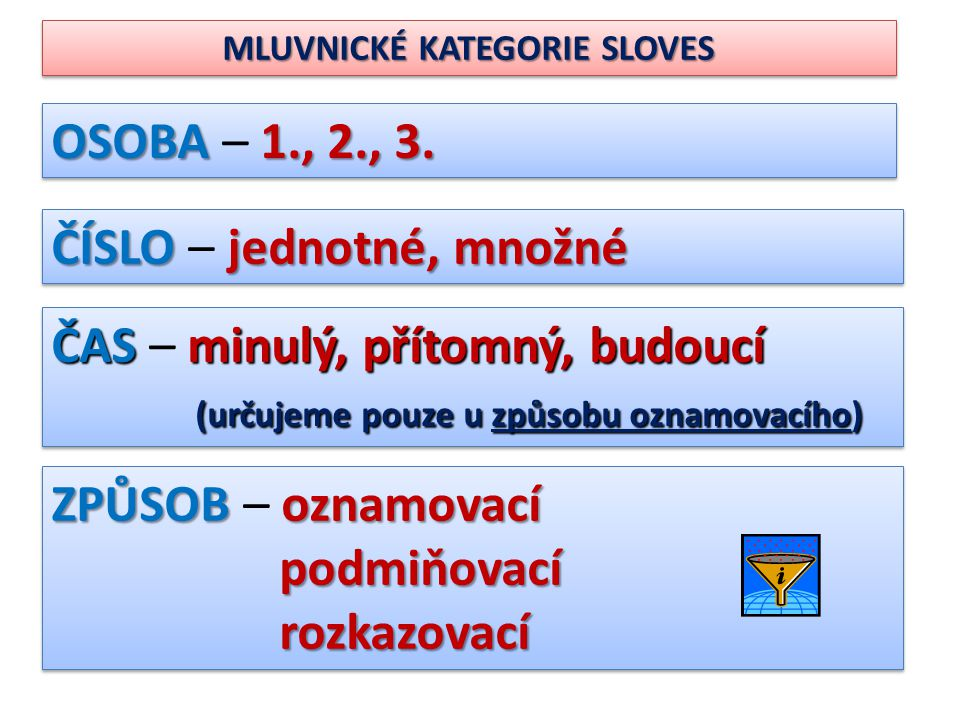 MLUVNICKÉ KATEGORIE SLOVES
OSOBA – 1., 2., 3.
ČÍSLO – jednotné, množné
ČAS – minulý, přítomný, budoucí
(určujeme pouze u způsobu oznamovacího)
ZPŮSOB – oznamovací
podmiňovací
rozkazovací
i